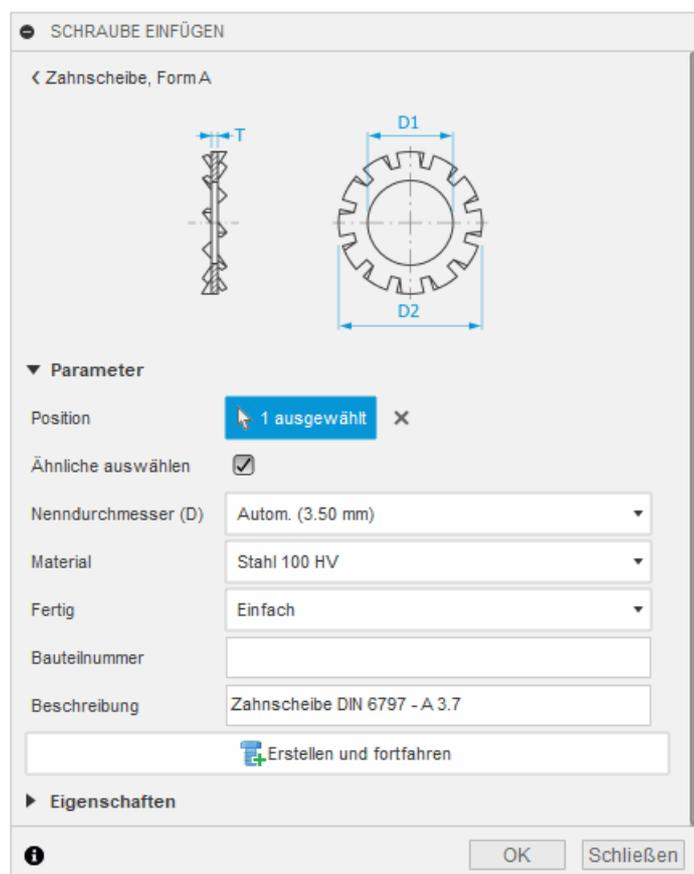 SCHRAUBE EINFÜGEN
Zahnscheibe, Form A
T
D1
D2
Parameter
Position 1 ausgewählt
Ähnliche auswählen
Nenndurchmesser (D) Autom. (3.50 mm)
Material Stahl 100 HV
Fertig Einfach
Bauteilnummer
Beschreibung Zahnscheibe DIN 6797 - A 3.7
Erstellen und fortfahren
Eigenschaften
OK Schließen